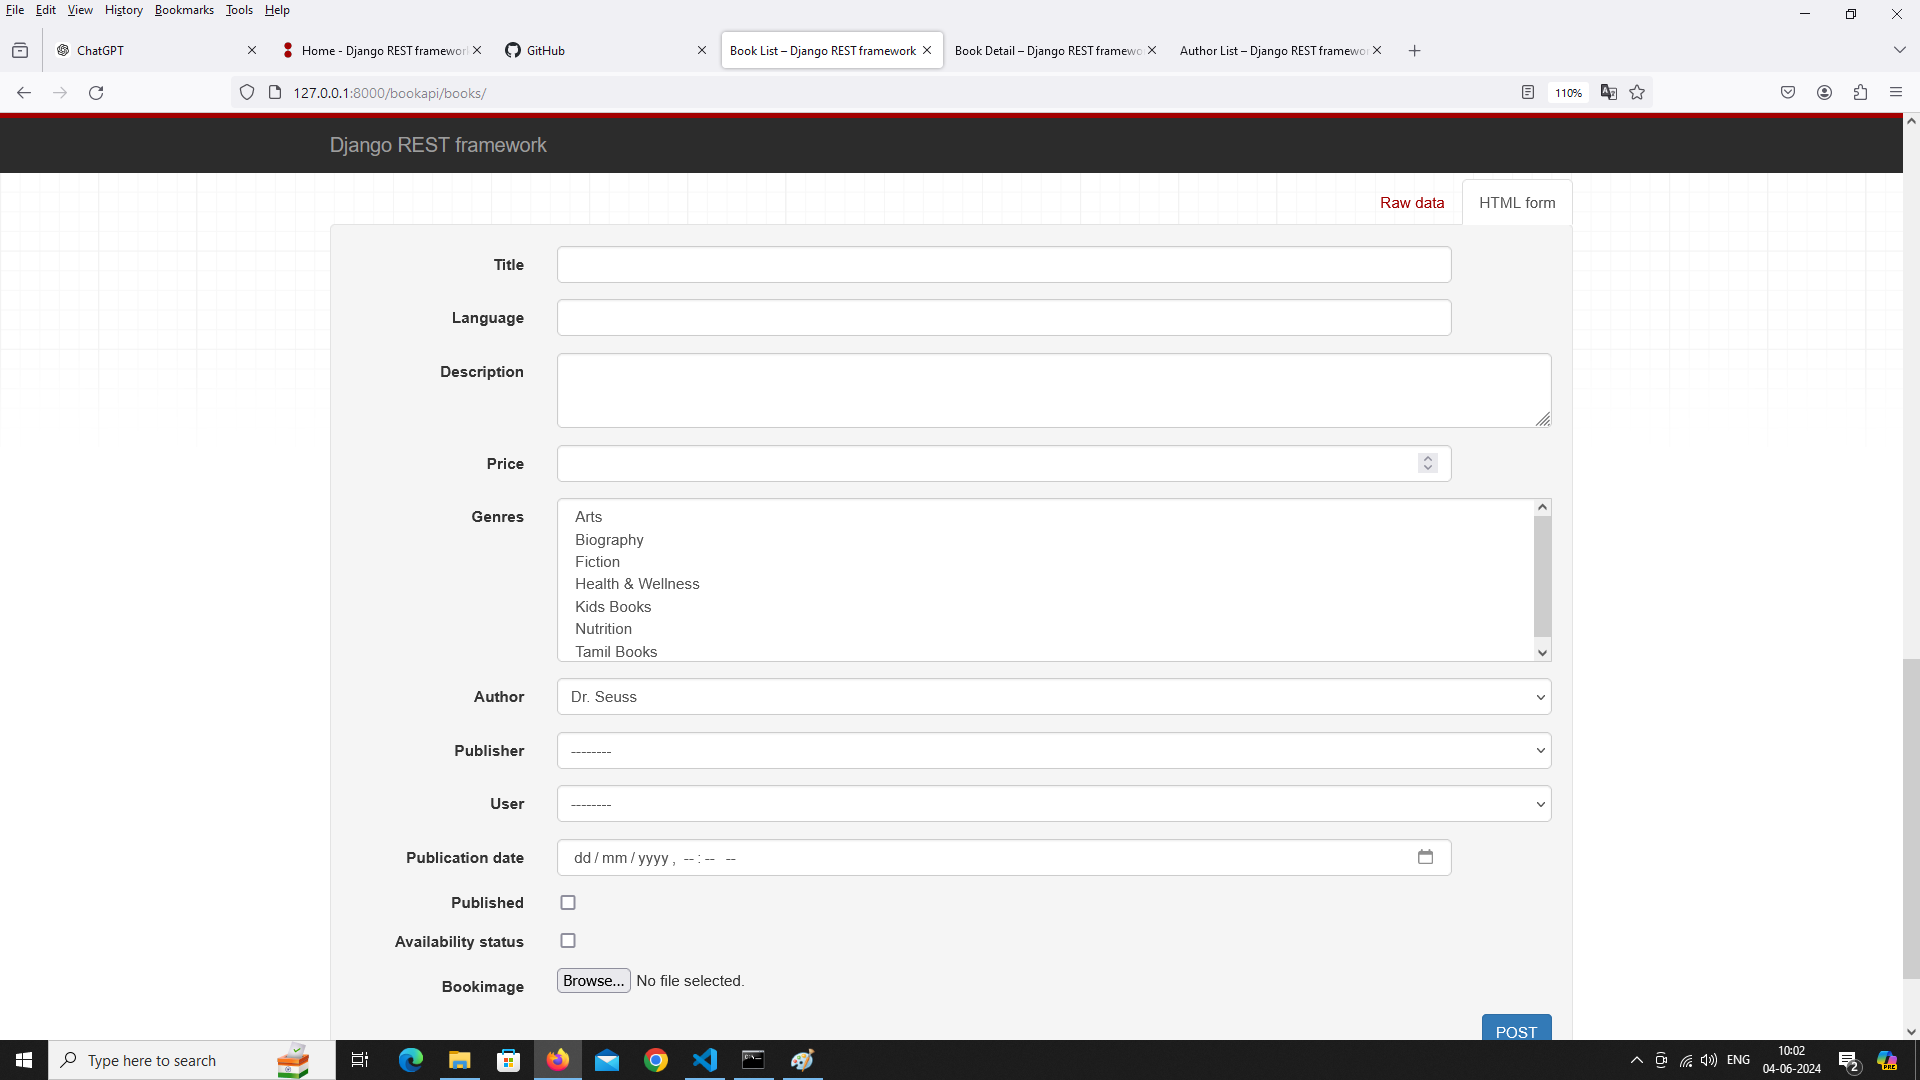 File Edit View History Bookmarks Tools Help
ChatGPT
Home - Django REST framework
GitHub
Book List – Django REST framework
Book Detail – Django REST framewo
Author List – Django REST framewo
127.0.0.1:8000/bookapi/books/
110%
Django REST framework
Raw data
HTML form
Title
Language
Description
Price
Genres
Arts
Biography
Fiction
Health & Wellness
Kids Books
Nutrition
Tamil Books
Author
Dr. Seuss
Publisher
--------
User
--------
Publication date
dd / mm / yyyy , -- : -- --
Published
Availability status
Bookimage
Browse... No file selected.
POST
Type here to search
ENG
10:02
04-06-2024
2
PRE